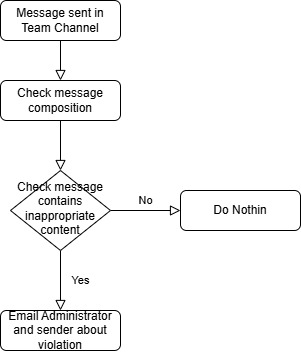 Message sent in
Team Channel
Check message
composition
Check message
contains
inappropriate
content
No
Do Nothin
Yes
Email Administrator
and sender about
violation